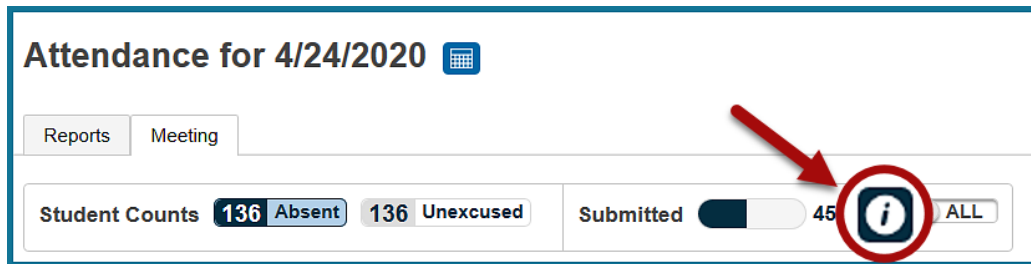 Attendance for 4/24/2020
Reports Meeting
Student Counts 136 Absent 136 Unexcused Submitted 45 i ALL